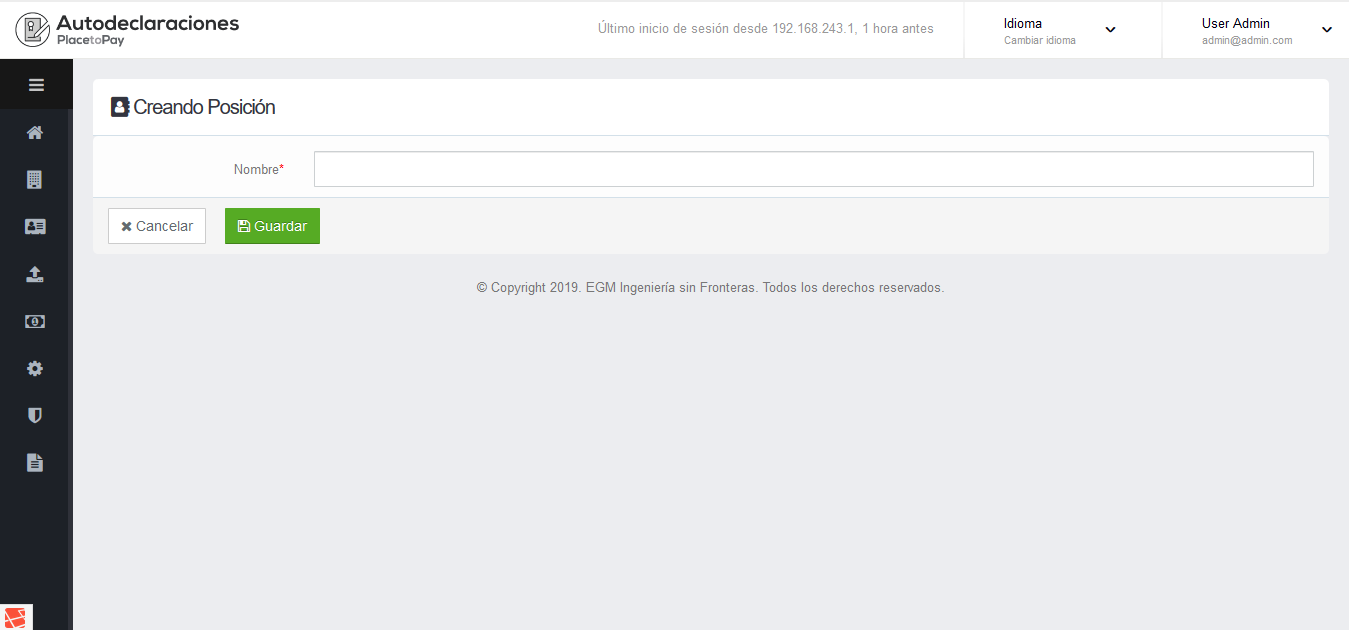 Autodeclaraciones
PlacetoPay
Último inicio de sesión desde 192.168.243.1, 1 hora antes
Idioma
Cambiar idioma
User Admin
admin@admin.com
Creando Posición
Nombre*
Cancelar
Guardar
© Copyright 2019. EGM Ingeniería sin Fronteras. Todos los derechos reservados.